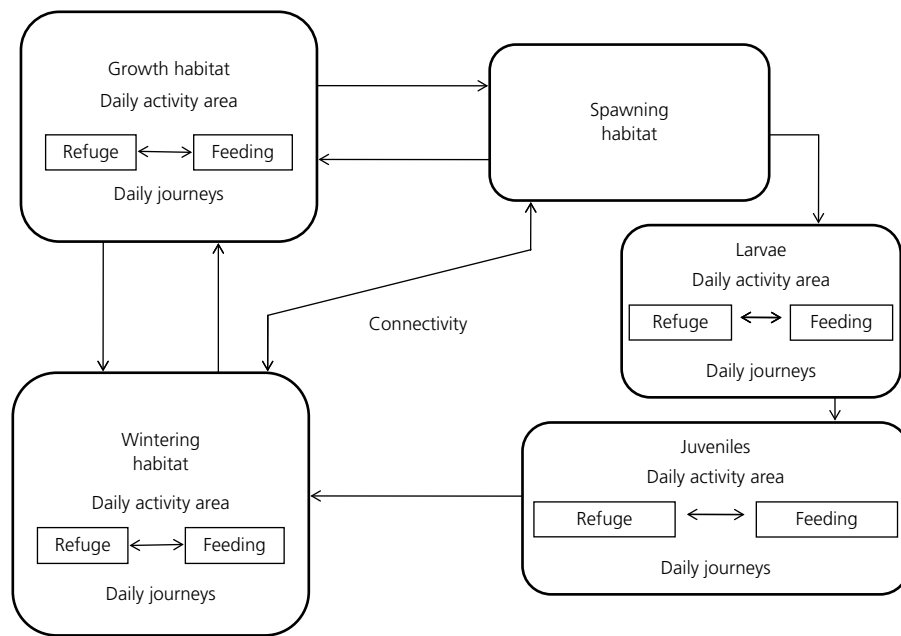 Growth habitat
Daily activity area
Refuge
Feeding
Daily journeys
Spawning
habitat
Larvae
Daily activity area
Refuge
Feeding
Daily journeys
Connectivity
Wintering
habitat
Daily activity area
Refuge
Feeding
Daily journeys
Juveniles
Daily activity area
Refuge
Feeding
Daily journeys